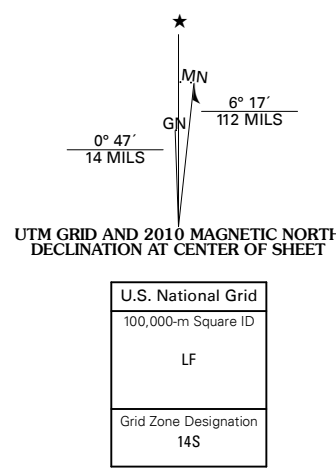 ★
MN
GN
6° 17´
112 MILS
0° 47´
14 MILS
UTM GRID AND 2010 MAGNETIC NORTH
DECLINATION AT CENTER OF SHEET
U.S. National Grid
100,000-m Square ID
LF
Grid Zone Designation
14S